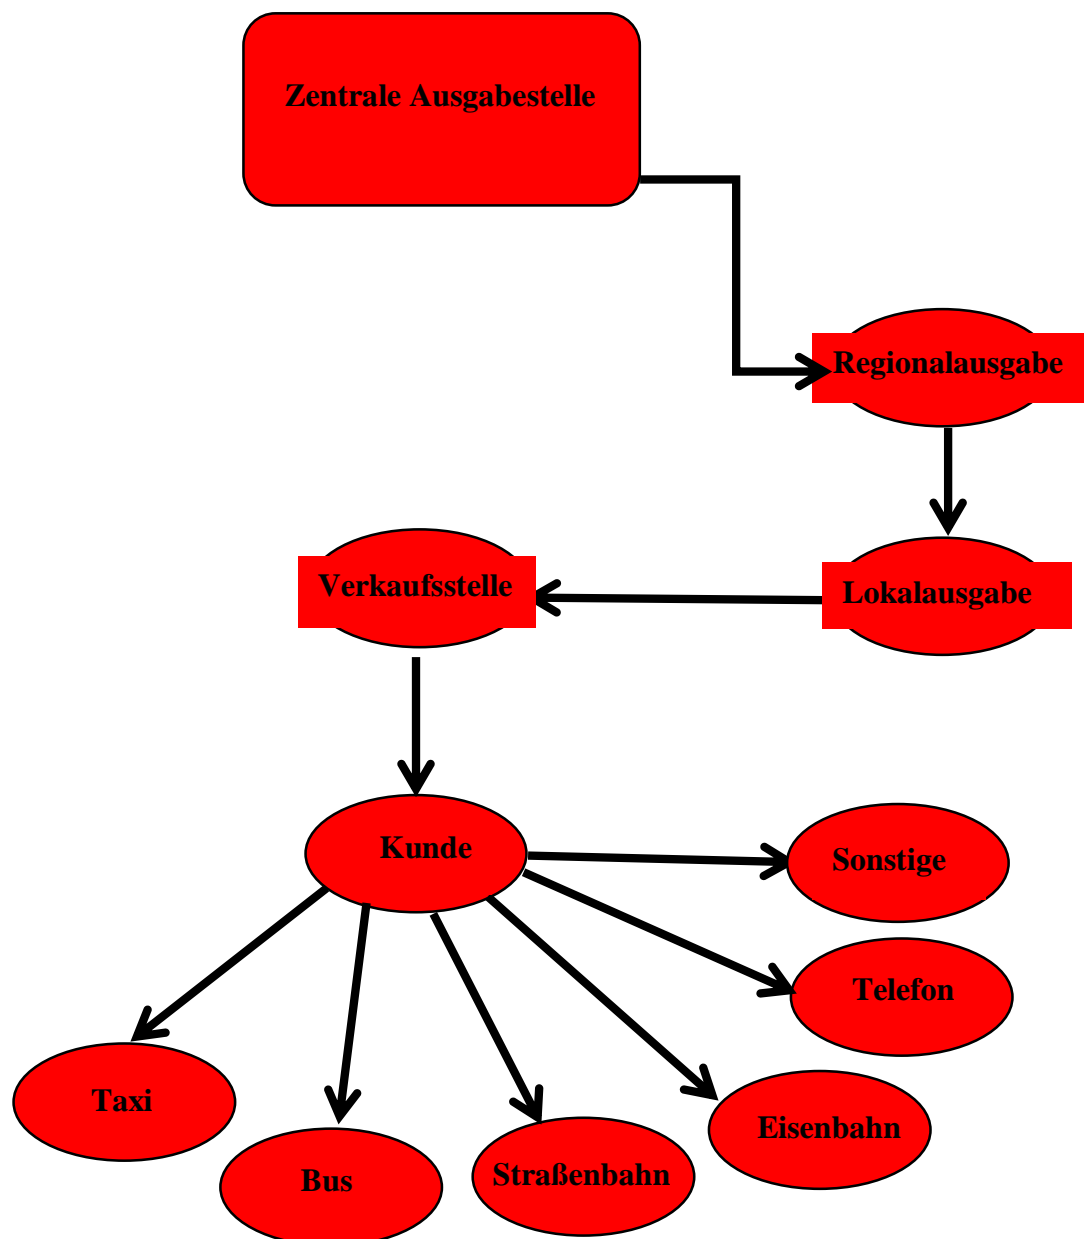 Zentrale Ausgabestelle
Regionalausgabe
Verkaufsstelle
Lokalausgabe
Kunde
Sonstige
Telefon
Taxi
Eisenbahn
Bus
Straßenbahn